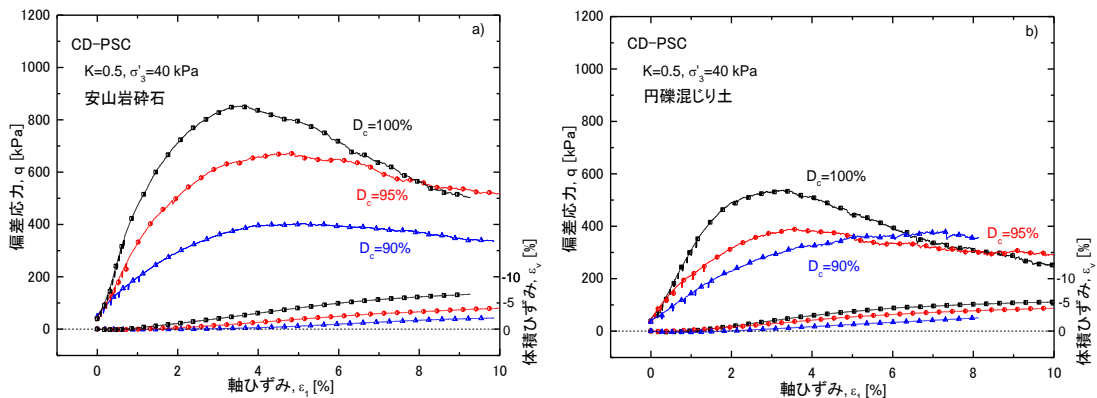 a)
CD-PSC
K=0.5, σ'3=40 kPa
安山岩砕石
Dc=100%
Dc=95%
Dc=90%
偏差応力, q [kPa]
1200
1000
800
600
400
200
0
-10
-5
0
体積ひずみ, εv [%]
0 2 4 6 8 10
軸ひずみ, ε1 [%]
b)
CD-PSC
K=0.5, σ'3=40 kPa
円礫混じり土
Dc=100%
Dc=95%
Dc=90%
偏差応力, q [kPa]
1200
1000
800
600
400
200
0
-10
-5
0
体積ひずみ, εv [%]
0 2 4 6 8 10
軸ひずみ, ε1 [%]